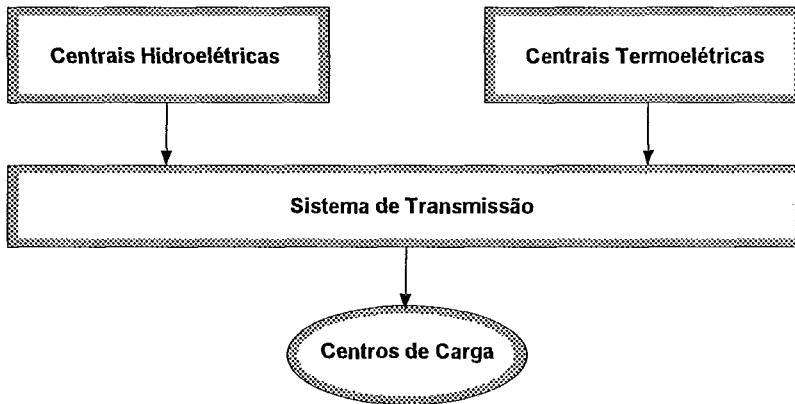 Centrais Hidroelétricas
Centrais Termoelétricas
Sistema de Transmissão
Centros de Carga